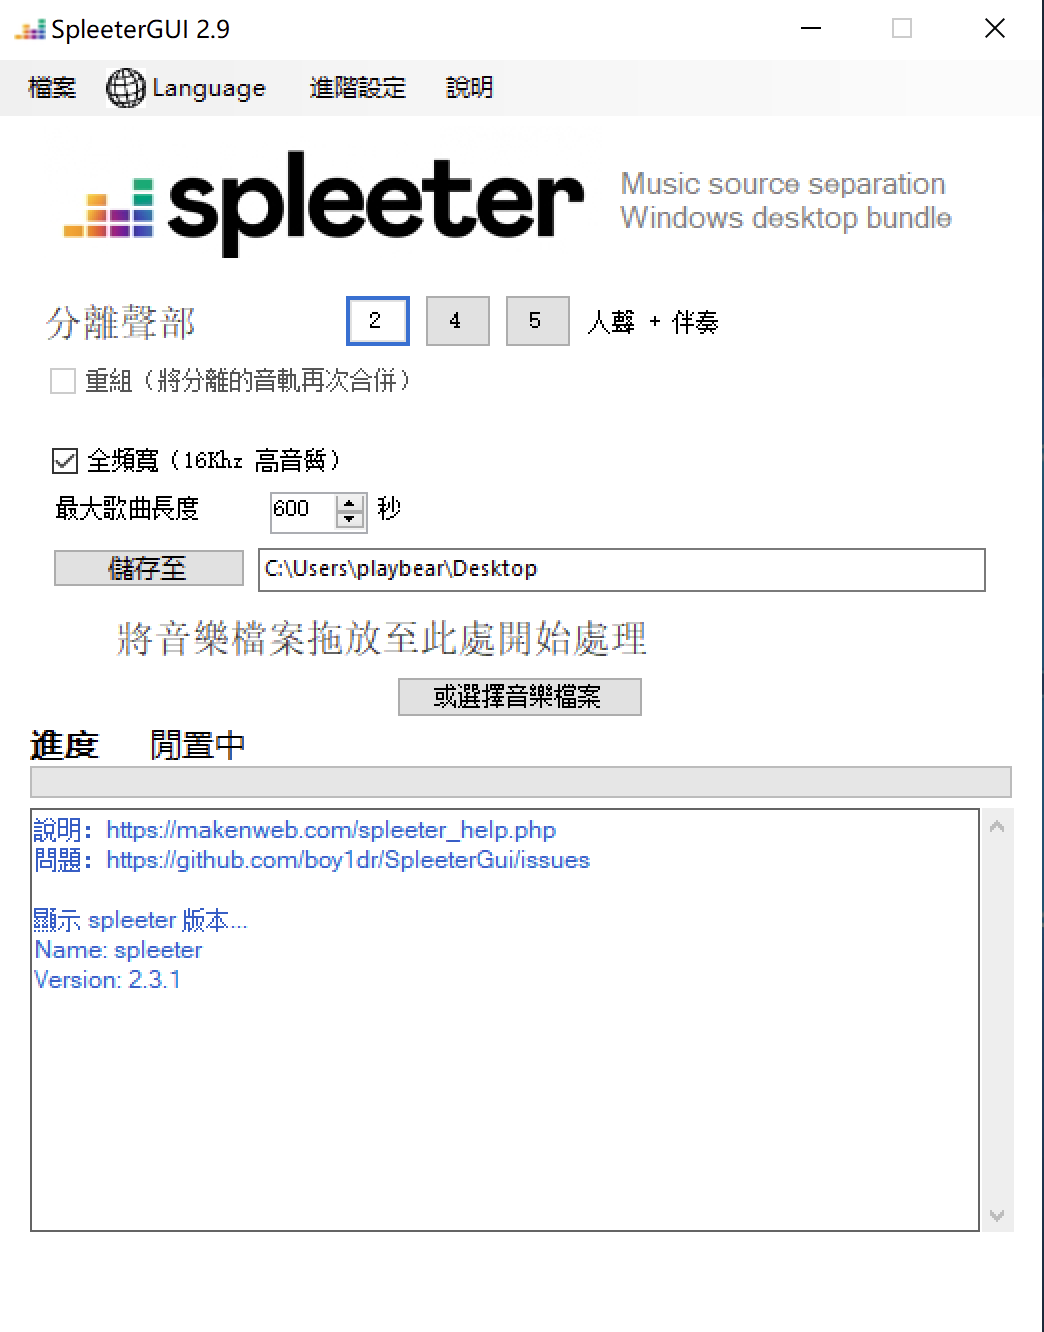 SpleeterGUI 2.9
檔案 Language 進階設定 說明
spleeter
Music source separation
Windows desktop bundle
分離聲部 2 4 5 人聲 + 伴奏
重組（將分離的音軌再次合併）
全頻寬（16Khz 高音質）
最大歌曲長度 600 秒
儲存至 C:\Users\playbear\Desktop
將音樂檔案拖放至此處開始處理
或選擇音樂檔案
進度 閒置中
說明：https://makenweb.com/spleeter_help.php
問題：https://github.com/boy1dr/SpleeterGui/issues
顯示 spleeter 版本...
Name: spleeter
Version: 2.3.1